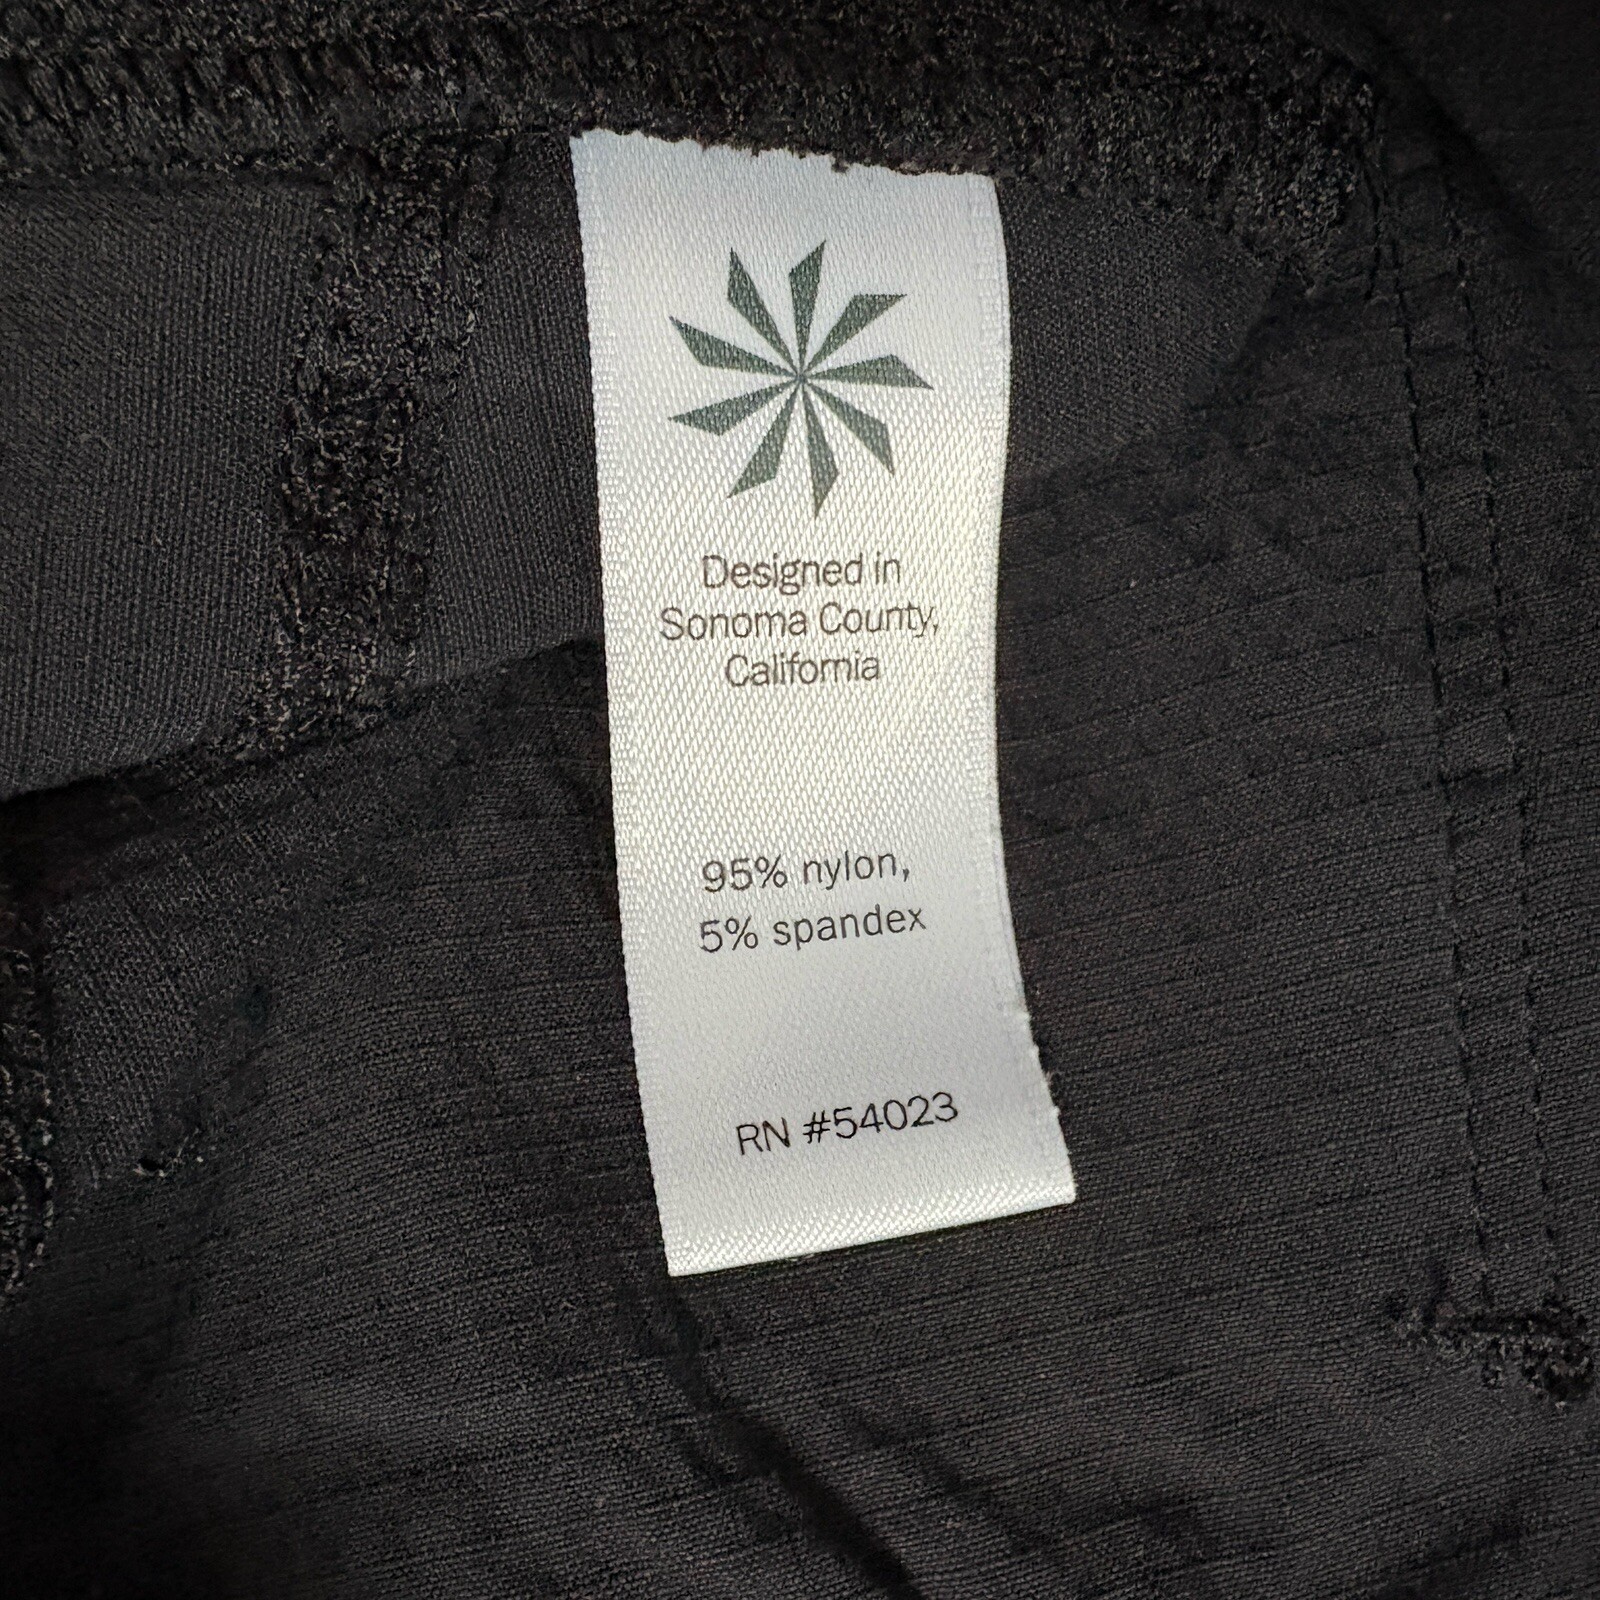 Designed in
Sonoma County,
California
95% nylon,
5% spandex
RN #54023